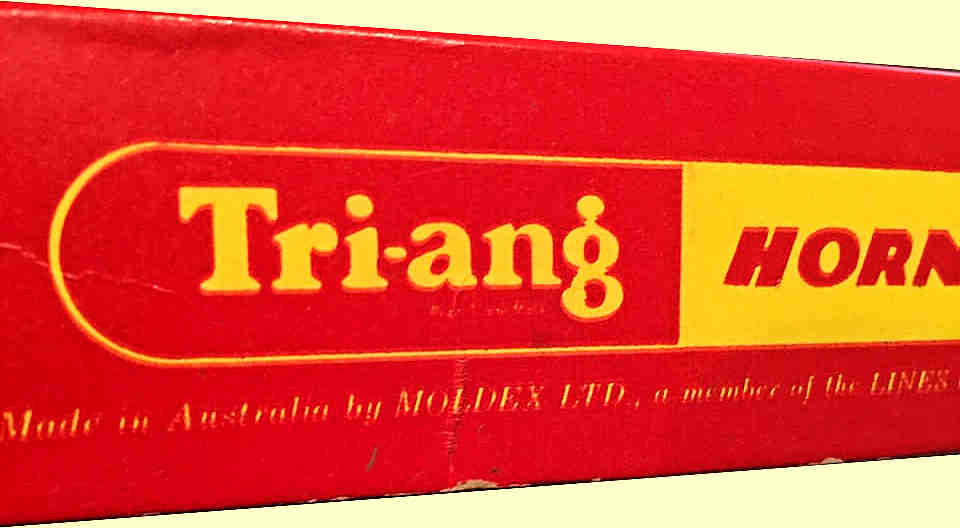 Tri-ang HORN
Made in Australia by MOLDEX LTD., a member of the LINES